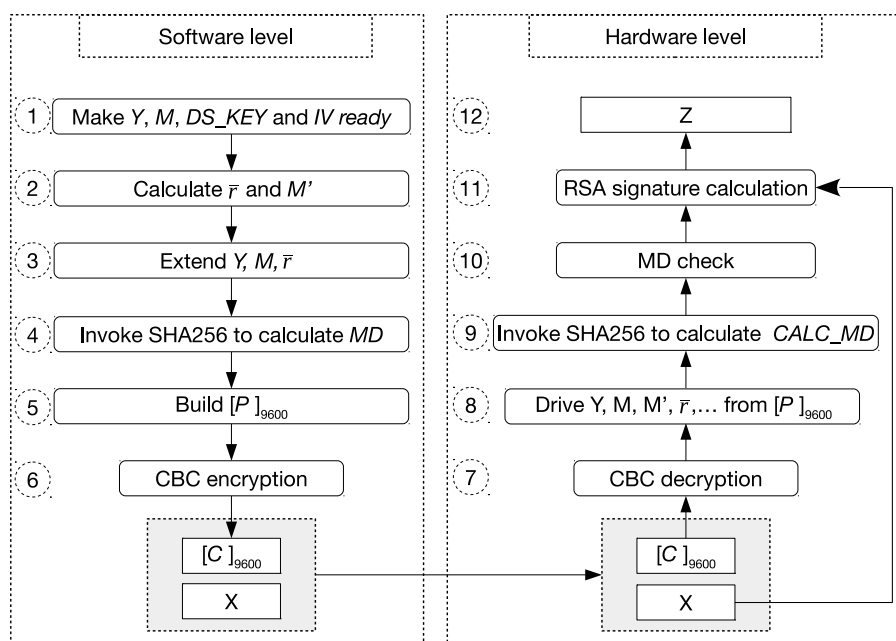 Software level
1 Make Y, M, DS_KEY and IV ready
2 Calculate r̅ and M'
3 Extend Y, M, r̅
4 Invoke SHA256 to calculate MD
5 Build [P ]9600
6 CBC encryption
[C ]9600
X
Hardware level
12 Z
11 RSA signature calculation
10 MD check
9 Invoke SHA256 to calculate CALC_MD
8 Drive Y, M, M', r̅ ,... from [P ]9600
7 CBC decryption
[C ]9600
X